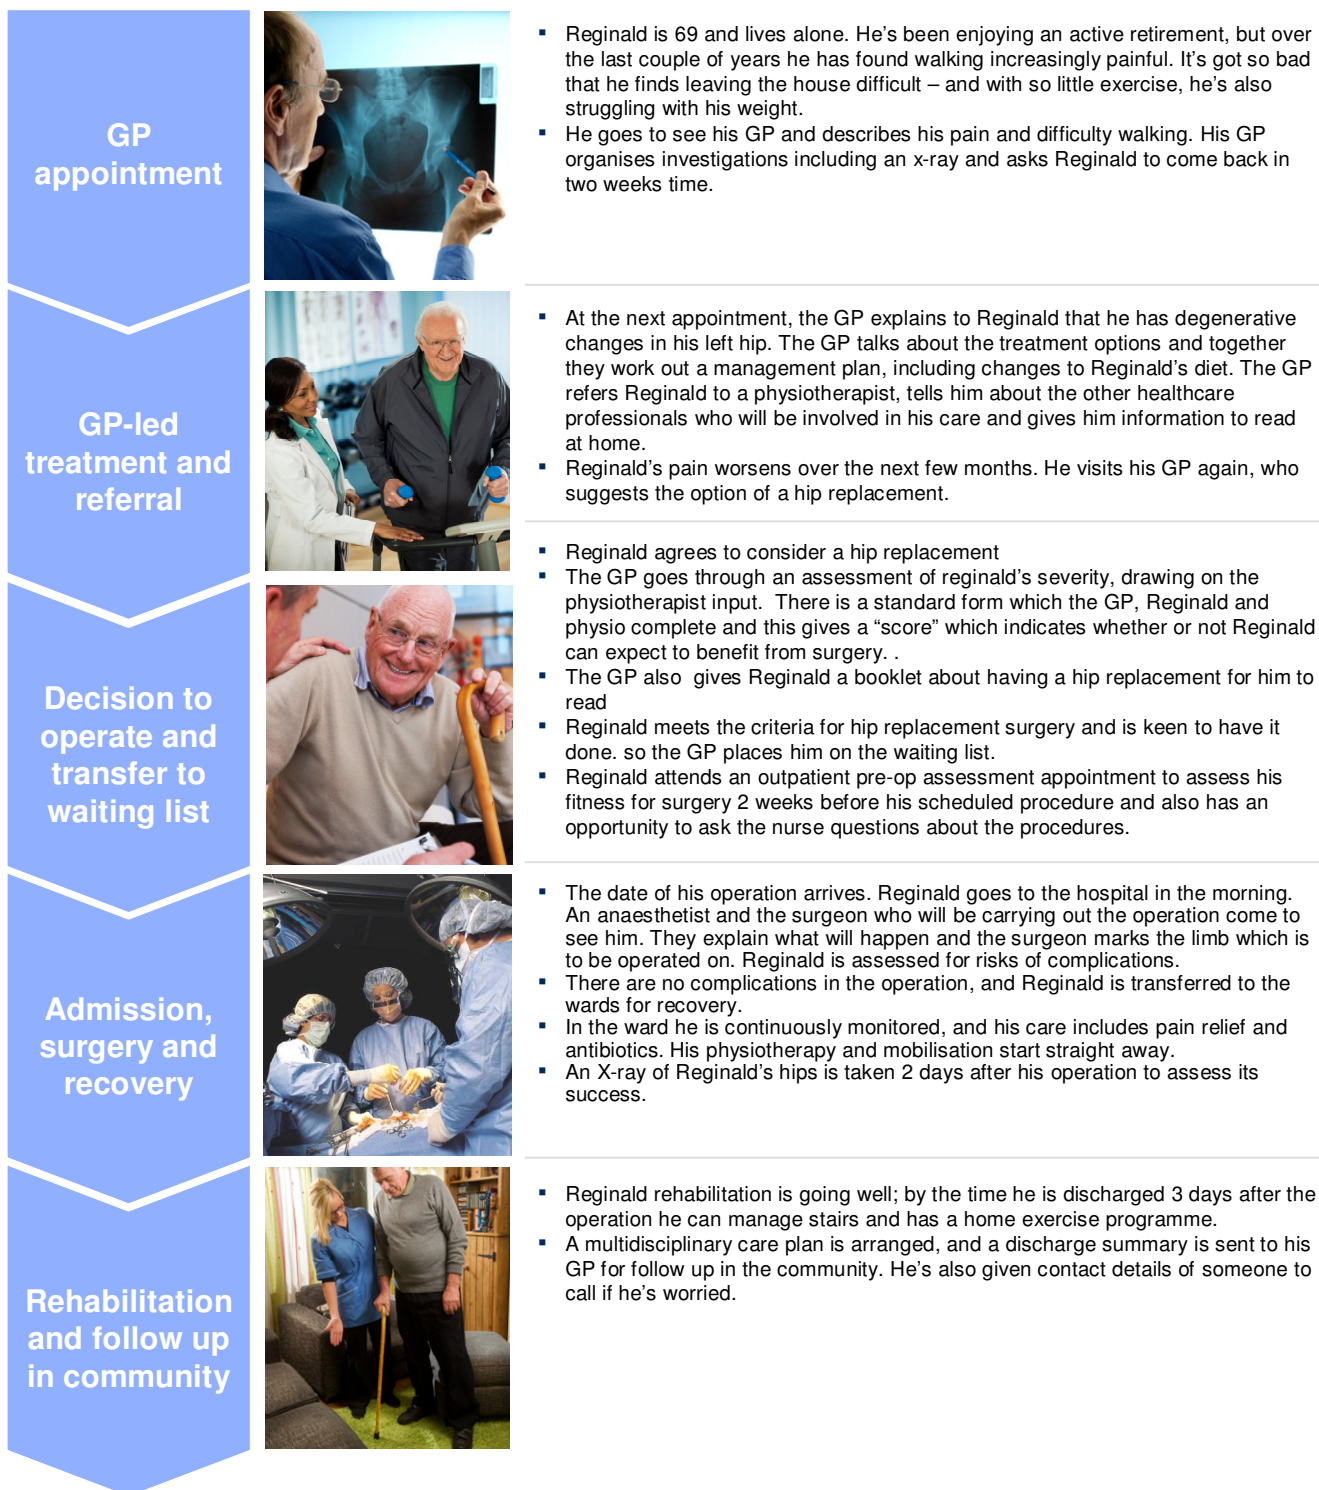 GP
appointment
▪ Reginald is 69 and lives alone. He’s been enjoying an active retirement, but over
the last couple of years he has found walking increasingly painful. It’s got so bad
that he finds leaving the house difficult – and with so little exercise, he’s also
struggling with his weight.
▪ He goes to see his GP and describes his pain and difficulty walking. His GP
organises investigations including an x-ray and asks Reginald to come back in
two weeks time.
GP-led
treatment and
referral
▪ At the next appointment, the GP explains to Reginald that he has degenerative
changes in his left hip. The GP talks about the treatment options and together
they work out a management plan, including changes to Reginald’s diet. The GP
refers Reginald to a physiotherapist, tells him about the other healthcare
professionals who will be involved in his care and gives him information to read
at home.
▪ Reginald’s pain worsens over the next few months. He visits his GP again, who
suggests the option of a hip replacement.
Decision to
operate and
transfer to
waiting list
▪ Reginald agrees to consider a hip replacement
▪ The GP goes through an assessment of reginald’s severity, drawing on the
physiotherapist input. There is a standard form which the GP, Reginald and
physio complete and this gives a “score” which indicates whether or not Reginald
can expect to benefit from surgery. .
▪ The GP also gives Reginald a booklet about having a hip replacement for him to
read
▪ Reginald meets the criteria for hip replacement surgery and is keen to have it
done. so the GP places him on the waiting list.
▪ Reginald attends an outpatient pre-op assessment appointment to assess his
fitness for surgery 2 weeks before his scheduled procedure and also has an
opportunity to ask the nurse questions about the procedures.
Admission,
surgery and
recovery
▪ The date of his operation arrives. Reginald goes to the hospital in the morning.
An anaesthetist and the surgeon who will be carrying out the operation come to
see him. They explain what will happen and the surgeon marks the limb which is
to be operated on. Reginald is assessed for risks of complications.
▪ There are no complications in the operation, and Reginald is transferred to the
wards for recovery.
▪ In the ward he is continuously monitored, and his care includes pain relief and
antibiotics. His physiotherapy and mobilisation start straight away.
▪ An X-ray of Reginald’s hips is taken 2 days after his operation to assess its
success.
Rehabilitation
and follow up
in community
▪ Reginald rehabilitation is going well; by the time he is discharged 3 days after the
operation he can manage stairs and has a home exercise programme.
▪ A multidisciplinary care plan is arranged, and a discharge summary is sent to his
GP for follow up in the community. He’s also given contact details of someone to
call if he’s worried.